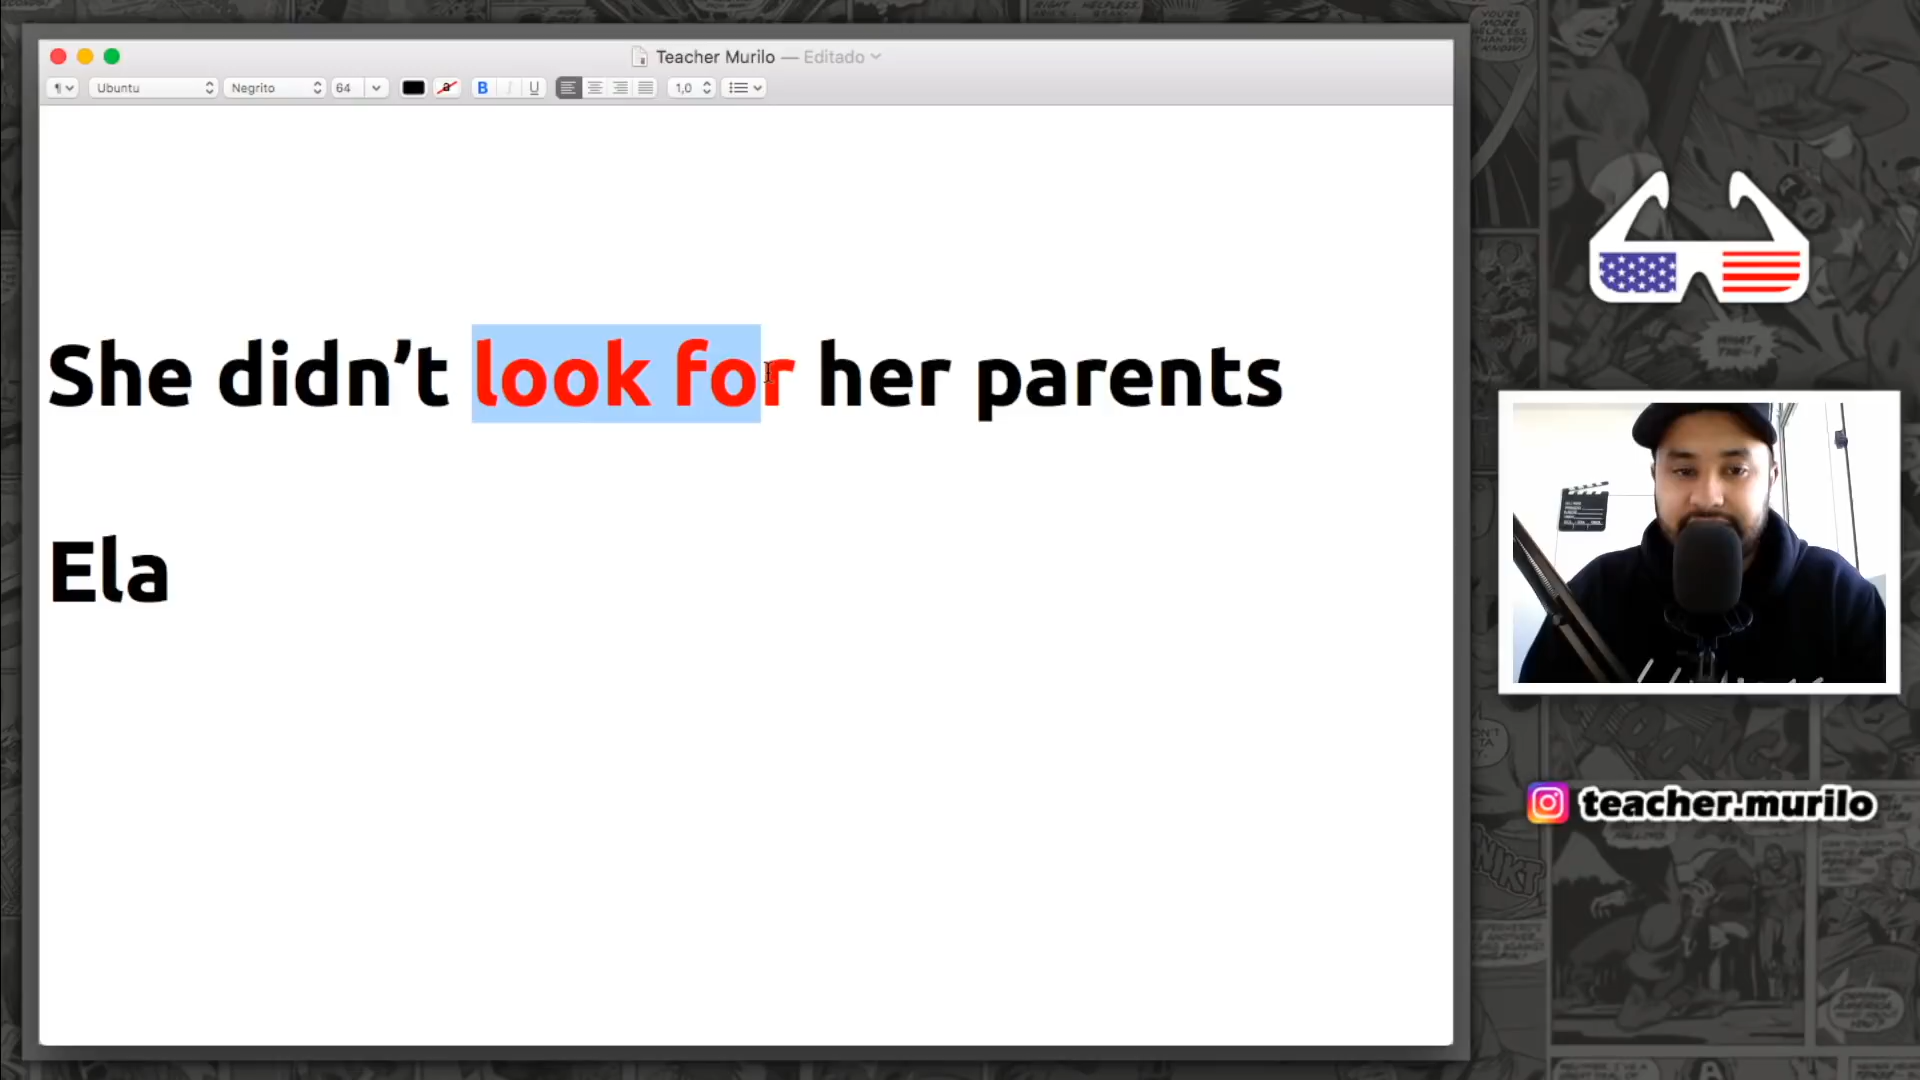 Teacher Murilo — Editado
Ubuntu
Negrito
64
B
U
1,0
She didn’t look for her parents
Ela
teacher.murilo